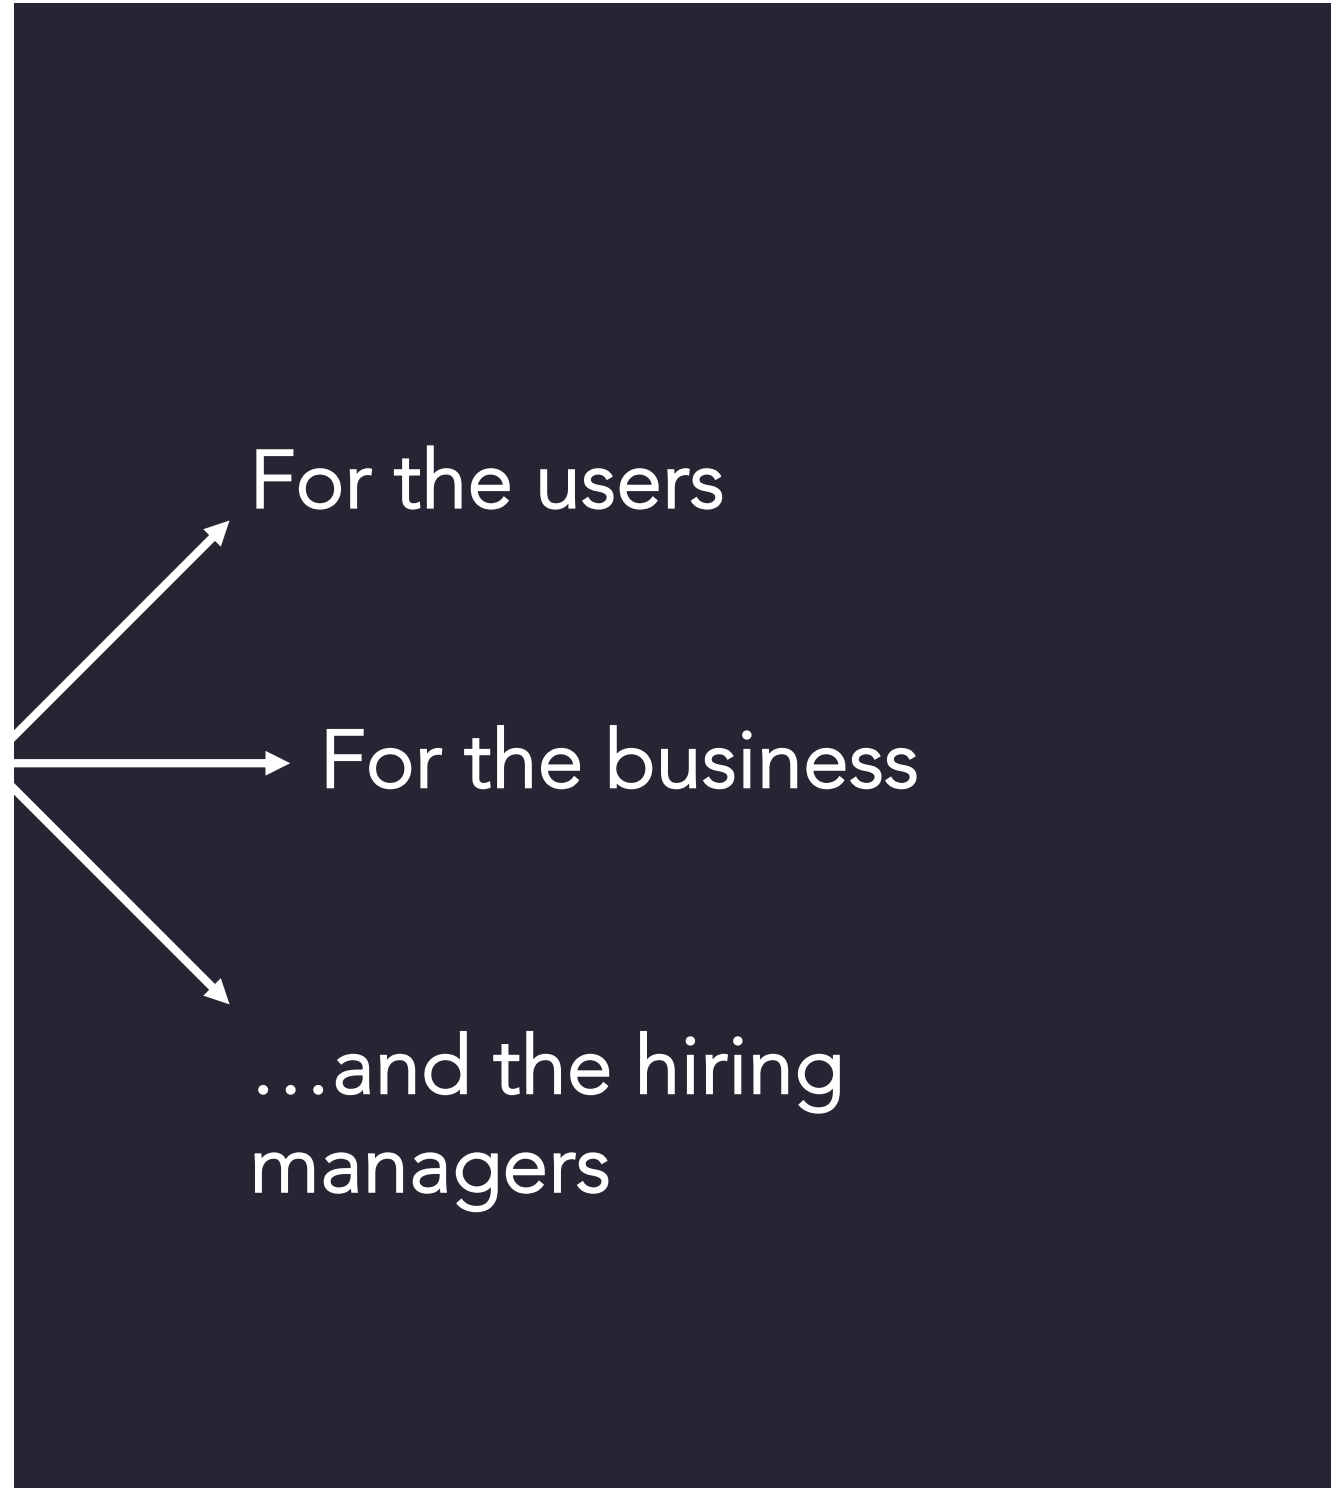 For the users
For the business
…and the hiring
managers